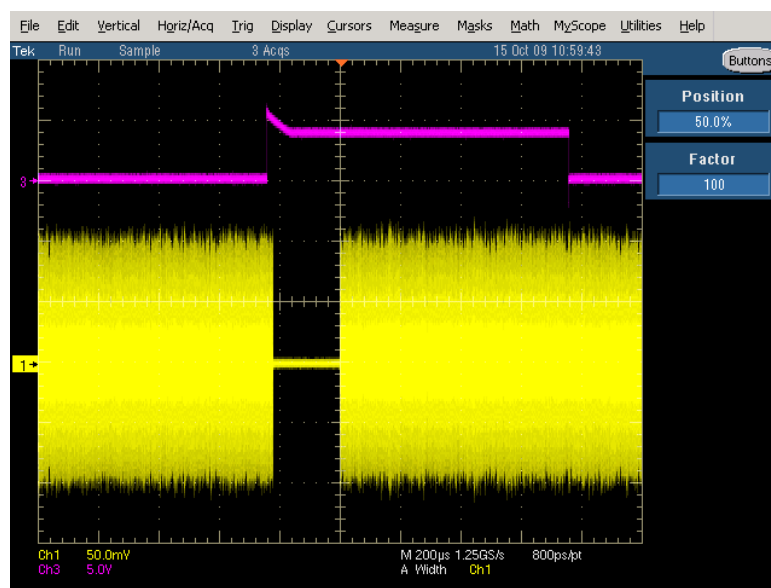 File Edit Vertical Horiz/Acq Trig Display Cursors Measure Masks Math MyScope Utilities Help
Tek Run Sample 3 Acqs 15 Oct 09 10:59:43
Buttons
Position
50.0%
Factor
100
3
1
Ch1 50.0mV M 200µs 1.25GS/s 800ps/pt
Ch3 5.0V A Width Ch1